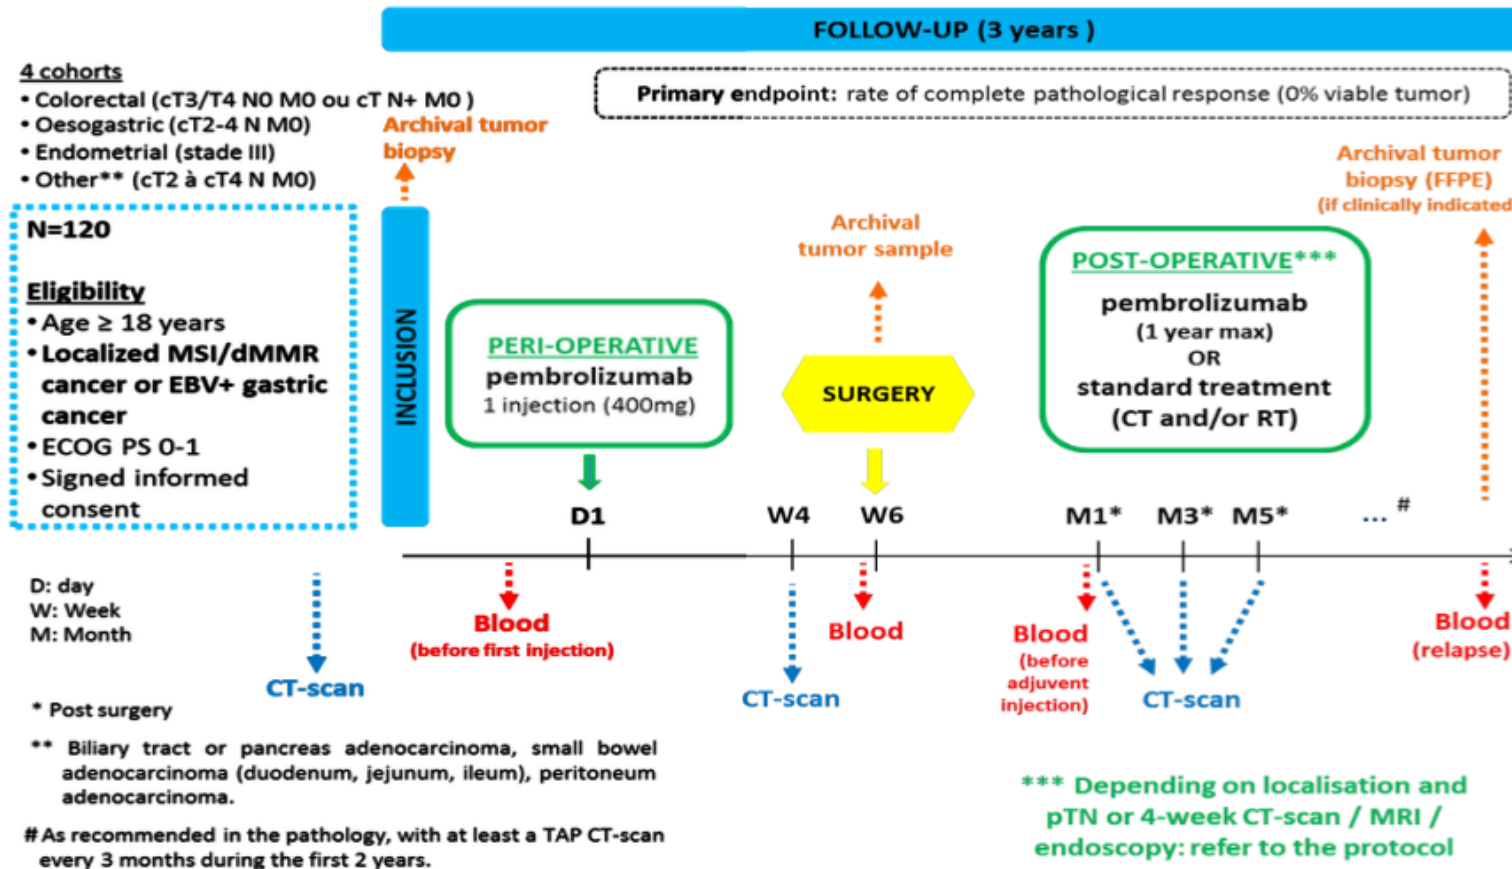 FOLLOW-UP (3 years )
4 cohorts
• Colorectal (cT3/T4 N0 M0 ou cT N+ M0 )
• Oesogastric (cT2-4 N M0)
• Endometrial (stade III)
• Other** (cT2 à cT4 N M0)
Primary endpoint: rate of complete pathological response (0% viable tumor)
Archival tumor
biopsy
N=120
Eligibility
• Age ≥ 18 years
• Localized MSI/dMMR
cancer or EBV+ gastric
cancer
• ECOG PS 0-1
• Signed informed
consent
INCLUSION
PERI-OPERATIVE
pembrolizumab
1 injection (400mg)
Archival
tumor sample
SURGERY
POST-OPERATIVE***
pembrolizumab
(1 year max)
OR
standard treatment
(CT and/or RT)
Archival tumor
biopsy (FFPE)
(if clinically indicated
D1
W4
W6
M1*
M3*
M5*
... #
D: day
W: Week
M: Month
CT-scan
Blood
(before first injection)
CT-scan
Blood
Blood
(before
adjuvent
injection)
CT-scan
Blood
(relapse)
* Post surgery
** Biliary tract or pancreas adenocarcinoma, small bowel
adenocarcinoma (duodenum, jejunum, ileum), peritoneum
adenocarcinoma.
# As recommended in the pathology, with at least a TAP CT-scan
every 3 months during the first 2 years.
*** Depending on localisation and
pTN or 4-week CT-scan / MRI /
endoscopy: refer to the protocol